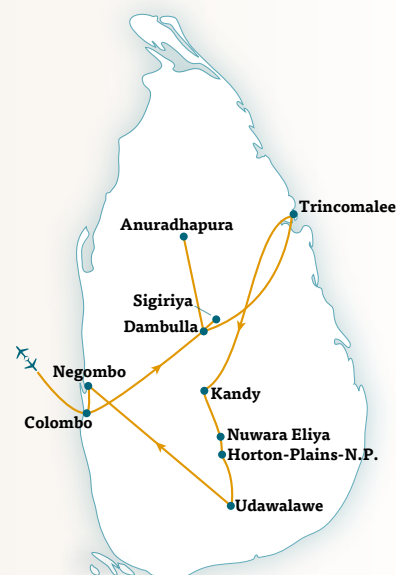 Trincomalee
Anuradhapura
Sigiriya
Dambulla
Negombo
Kandy
Colombo
Nuwara Eliya
Horton-Plains-N.P.
Udawalawe